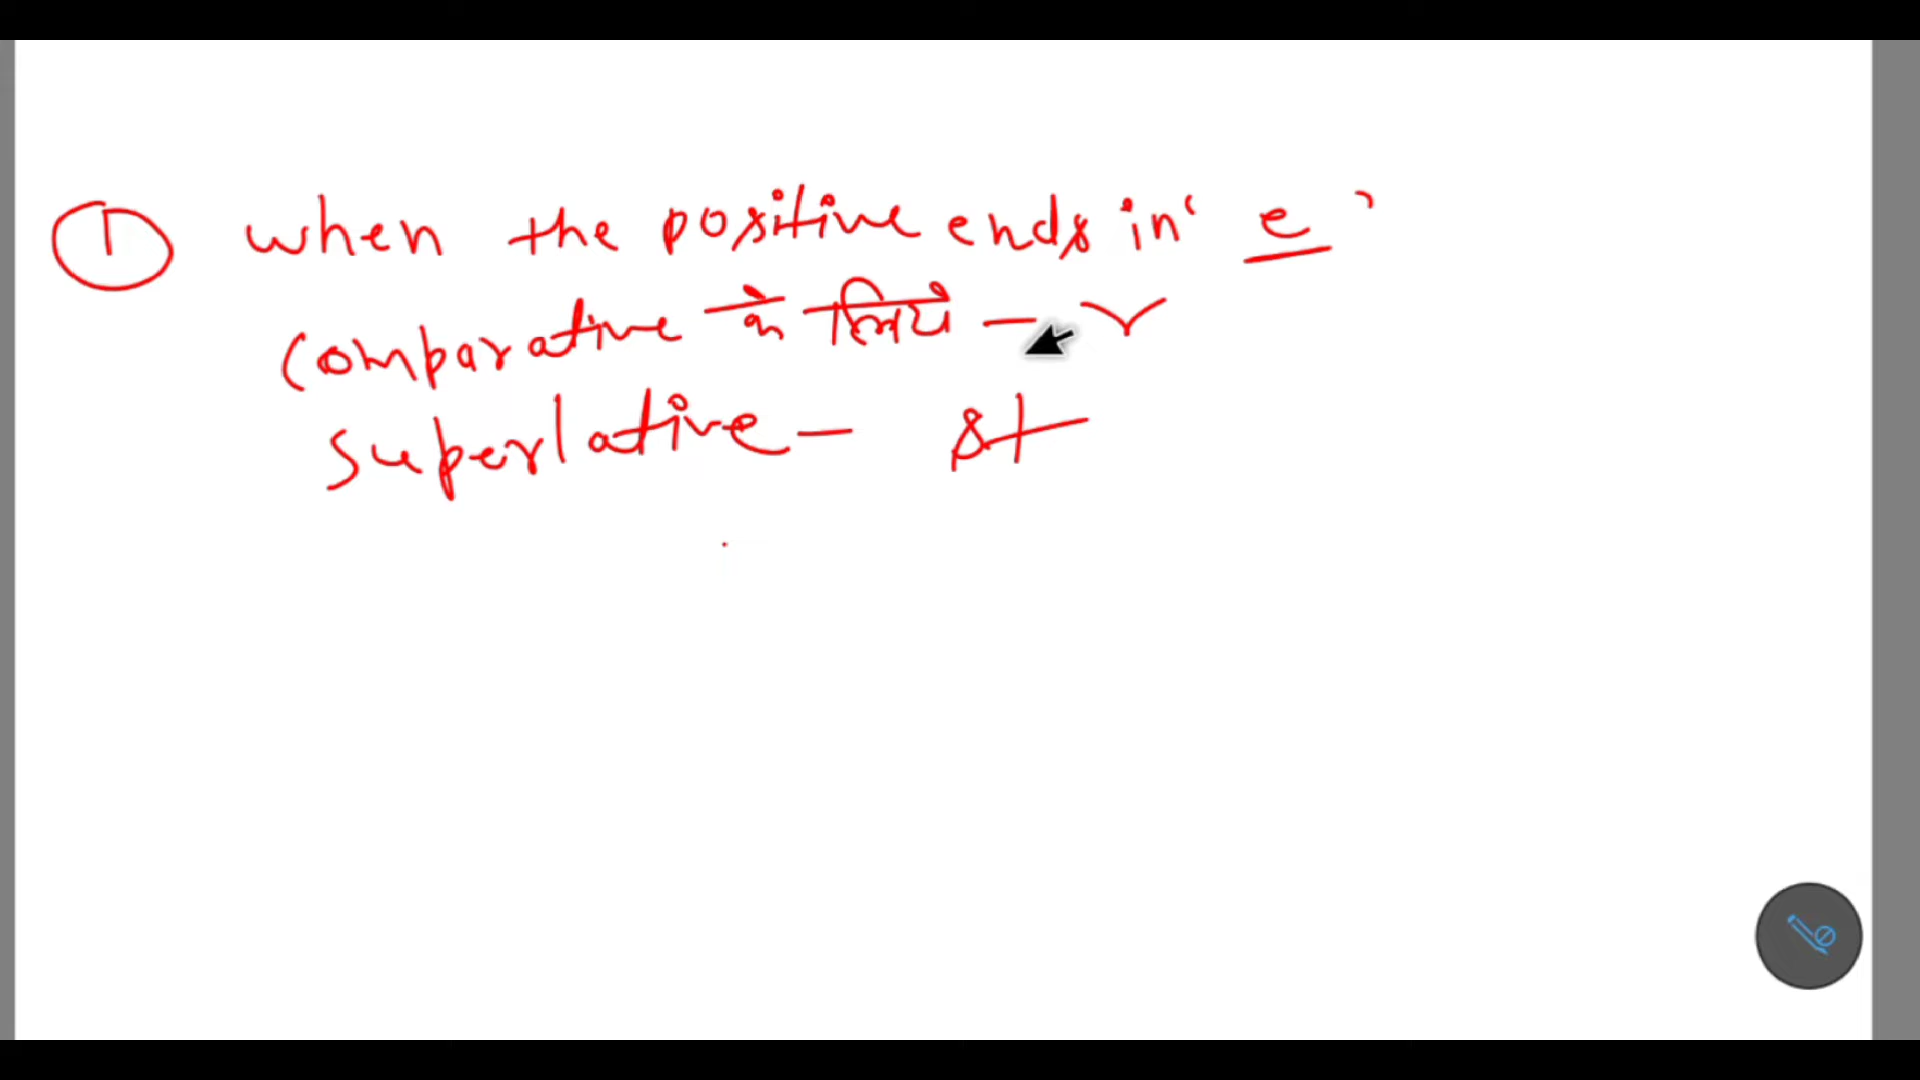 ① when the positive ends in ' e '
Comparative के लिये - r
Superlative - st